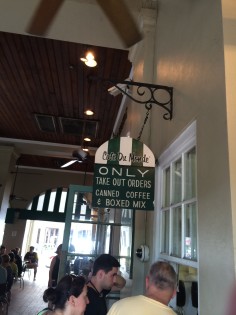 Café Du Monde
ONLY
TAKE OUT ORDERS
CANNED COFFEE
& BOXED MIX